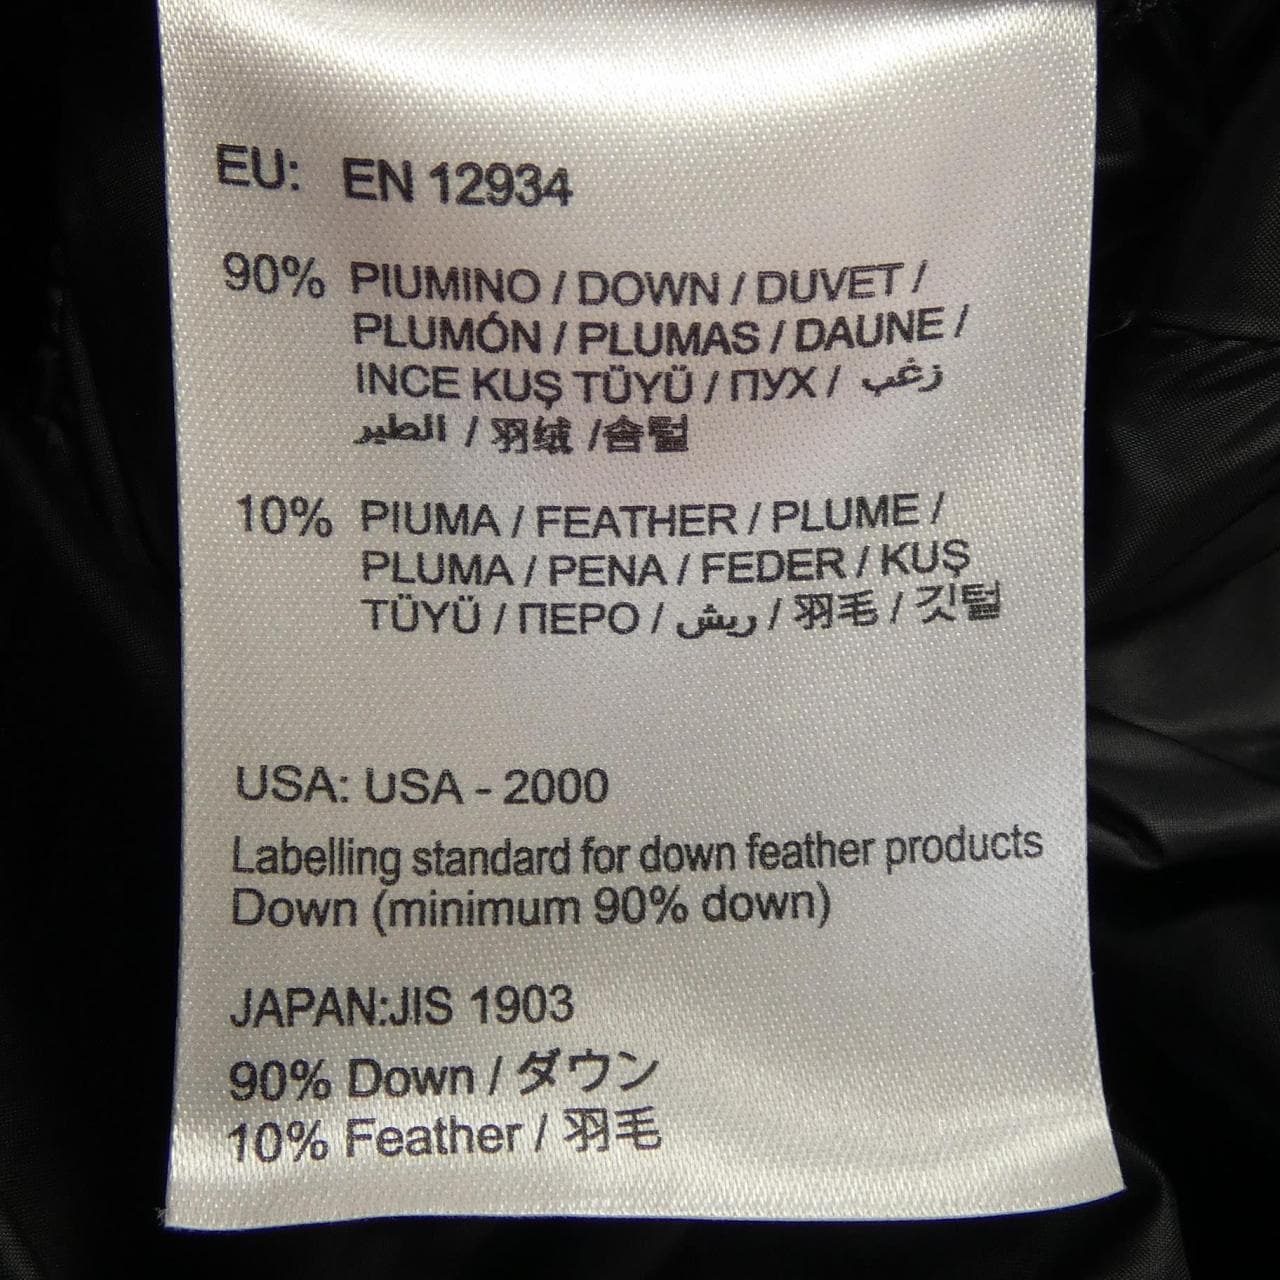 EU: EN 12934
90% PIUMINO / DOWN / DUVET /
PLUMÓN / PLUMAS / DAUNE /
INCE KUŞ TÜYÜ / ПУХ / زغب
الطير / 羽绒 /솜털
10% PIUMA / FEATHER / PLUME /
PLUMA / PENA / FEDER / KUŞ
TÜYÜ / ПЕРО / ريش / 羽毛 / 깃털
USA: USA - 2000
Labelling standard for down feather products
Down (minimum 90% down)
JAPAN:JIS 1903
90% Down / ダウン
10% Feather / 羽毛